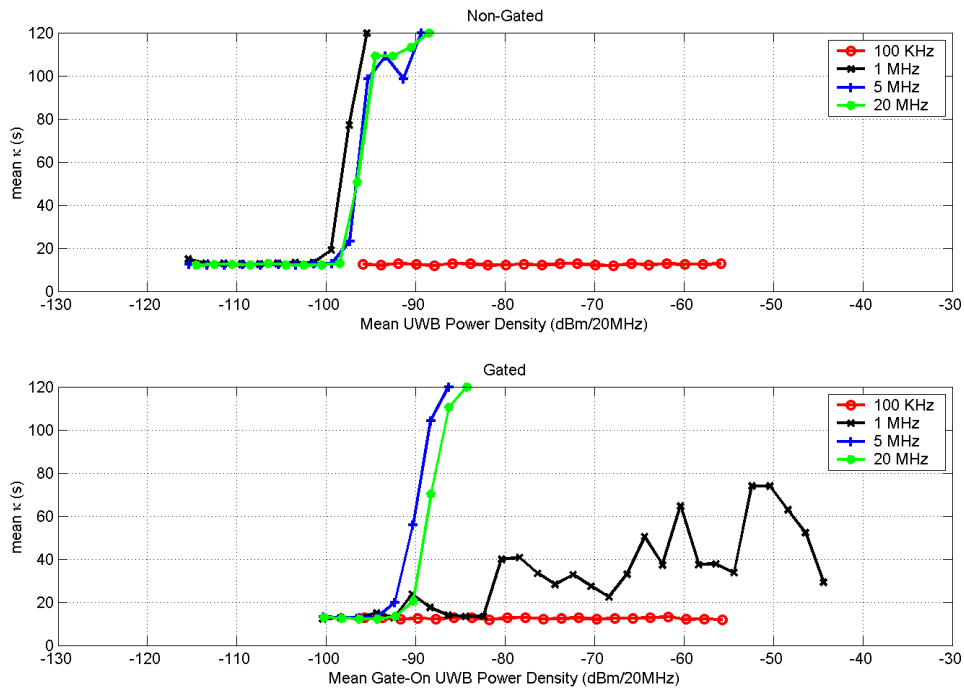 Non-Gated
120
100
80
60
40
20
0
mean κ (s)
100 KHz
1 MHz
5 MHz
20 MHz
-130 -120 -110 -100 -90 -80 -70 -60 -50 -40 -30
Mean UWB Power Density (dBm/20MHz)
Gated
120
100
80
60
40
20
0
mean κ (s)
100 KHz
1 MHz
5 MHz
20 MHz
-130 -120 -110 -100 -90 -80 -70 -60 -50 -40 -30
Mean Gate-On UWB Power Density (dBm/20MHz)